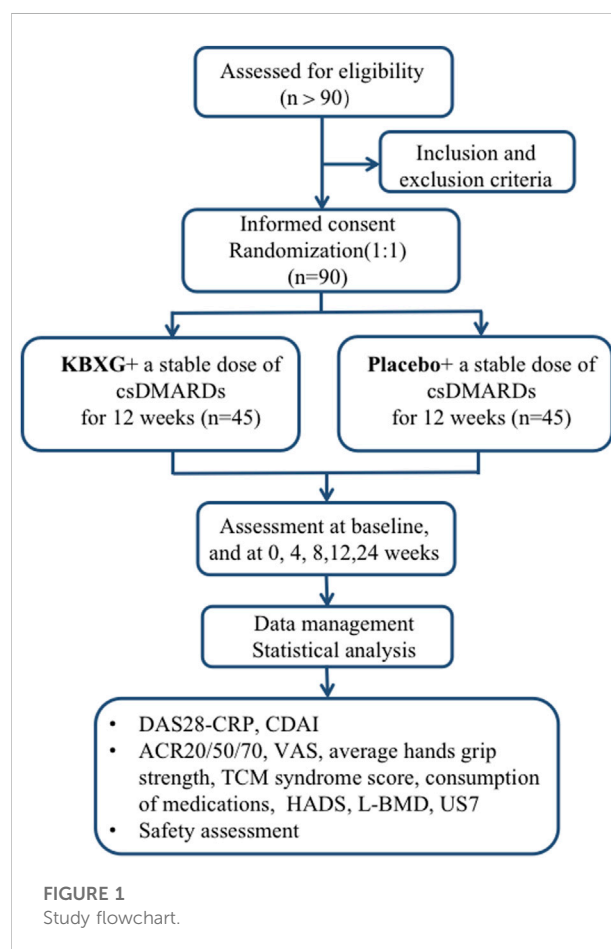 Assessed for eligibility
(n > 90)
Inclusion and
exclusion criteria
Informed consent
Randomization(1:1)
(n=90)
KBXG+ a stable dose of
csDMARDs
for 12 weeks (n=45)
Placebo+ a stable dose of
csDMARDs
for 12 weeks (n=45)
Assessment at baseline,
and at 0, 4, 8,12,24 weeks
Data management
Statistical analysis
• DAS28-CRP, CDAI
• ACR20/50/70, VAS, average hands grip
strength, TCM syndrome score, consumption
of medications, HADS, L-BMD, US7
• Safety assessment
FIGURE 1
Study flowchart.